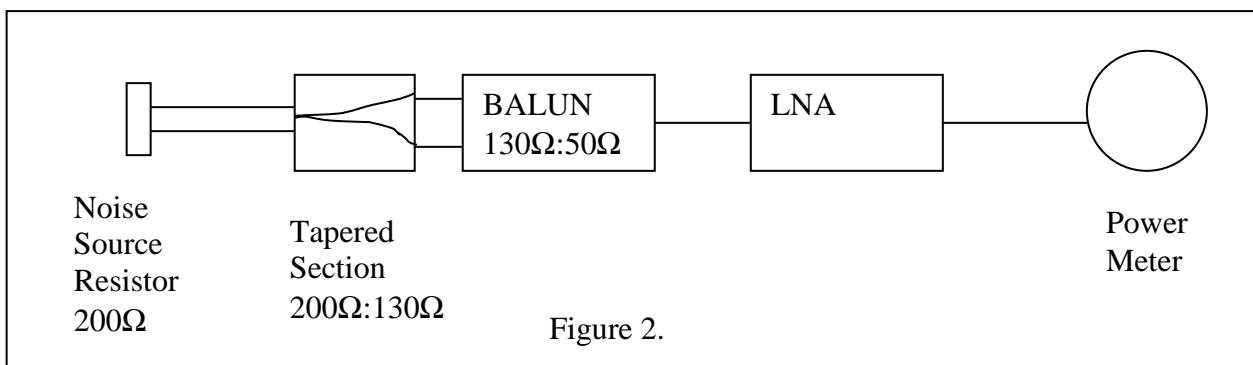 BALUN
130Ω:50Ω
LNA
Noise
Source
Resistor
200Ω
Tapered
Section
200Ω:130Ω
Power
Meter
Figure 2.